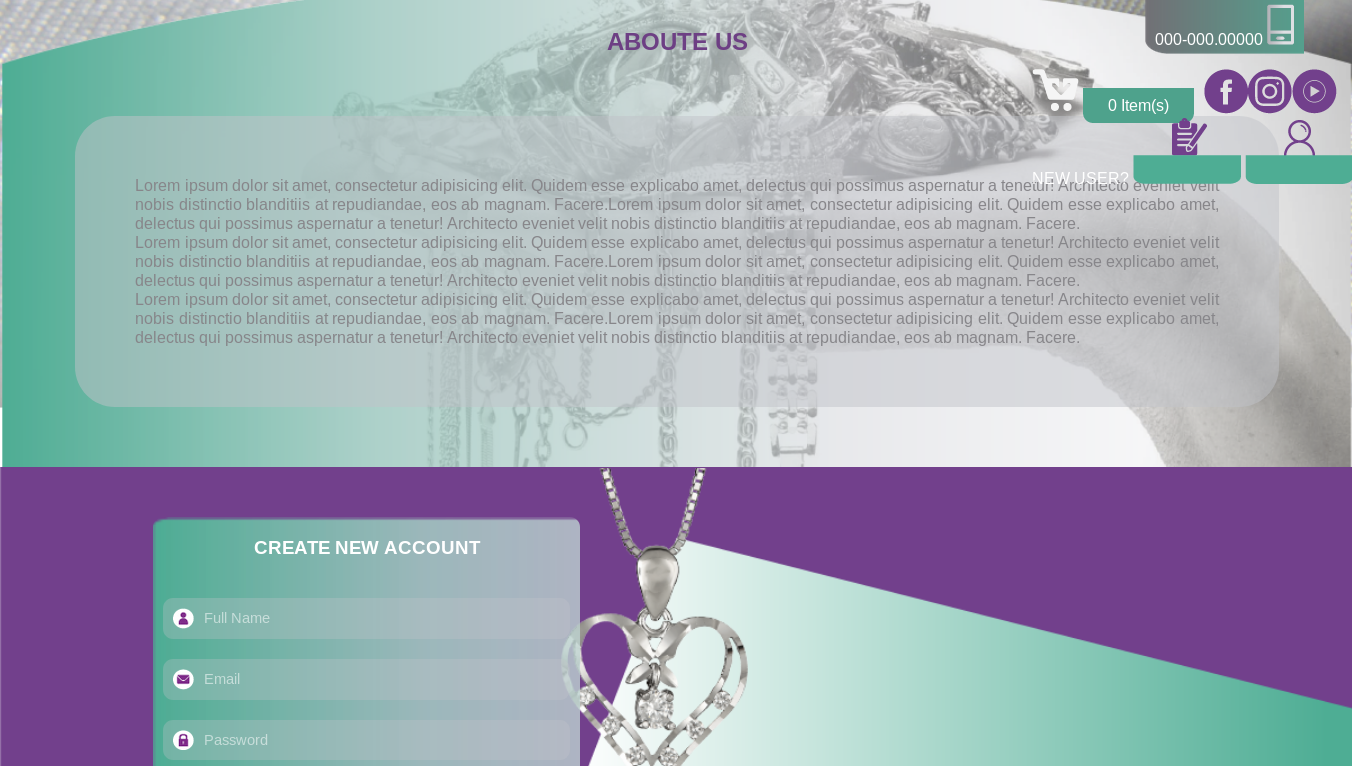 000-000.00000
ABOUTE US
0 Item(s)
NEW USER?
Lorem ipsum dolor sit amet, consectetur adipisicing elit. Quidem esse explicabo amet, delectus qui possimus aspernatur a tenetur! Architecto eveniet velit
nobis distinctio blanditiis at repudiandae, eos ab magnam. Facere.Lorem ipsum dolor sit amet, consectetur adipisicing elit. Quidem esse explicabo amet,
delectus qui possimus aspernatur a tenetur! Architecto eveniet velit nobis distinctio blanditiis at repudiandae, eos ab magnam. Facere.
Lorem ipsum dolor sit amet, consectetur adipisicing elit. Quidem esse explicabo amet, delectus qui possimus aspernatur a tenetur! Architecto eveniet velit
nobis distinctio blanditiis at repudiandae, eos ab magnam. Facere.Lorem ipsum dolor sit amet, consectetur adipisicing elit. Quidem esse explicabo amet,
delectus qui possimus aspernatur a tenetur! Architecto eveniet velit nobis distinctio blanditiis at repudiandae, eos ab magnam. Facere.
Lorem ipsum dolor sit amet, consectetur adipisicing elit. Quidem esse explicabo amet, delectus qui possimus aspernatur a tenetur! Architecto eveniet velit
nobis distinctio blanditiis at repudiandae, eos ab magnam. Facere.Lorem ipsum dolor sit amet, consectetur adipisicing elit. Quidem esse explicabo amet,
delectus qui possimus aspernatur a tenetur! Architecto eveniet velit nobis distinctio blanditiis at repudiandae, eos ab magnam. Facere.
CREATE NEW ACCOUNT
Full Name
Email
Password